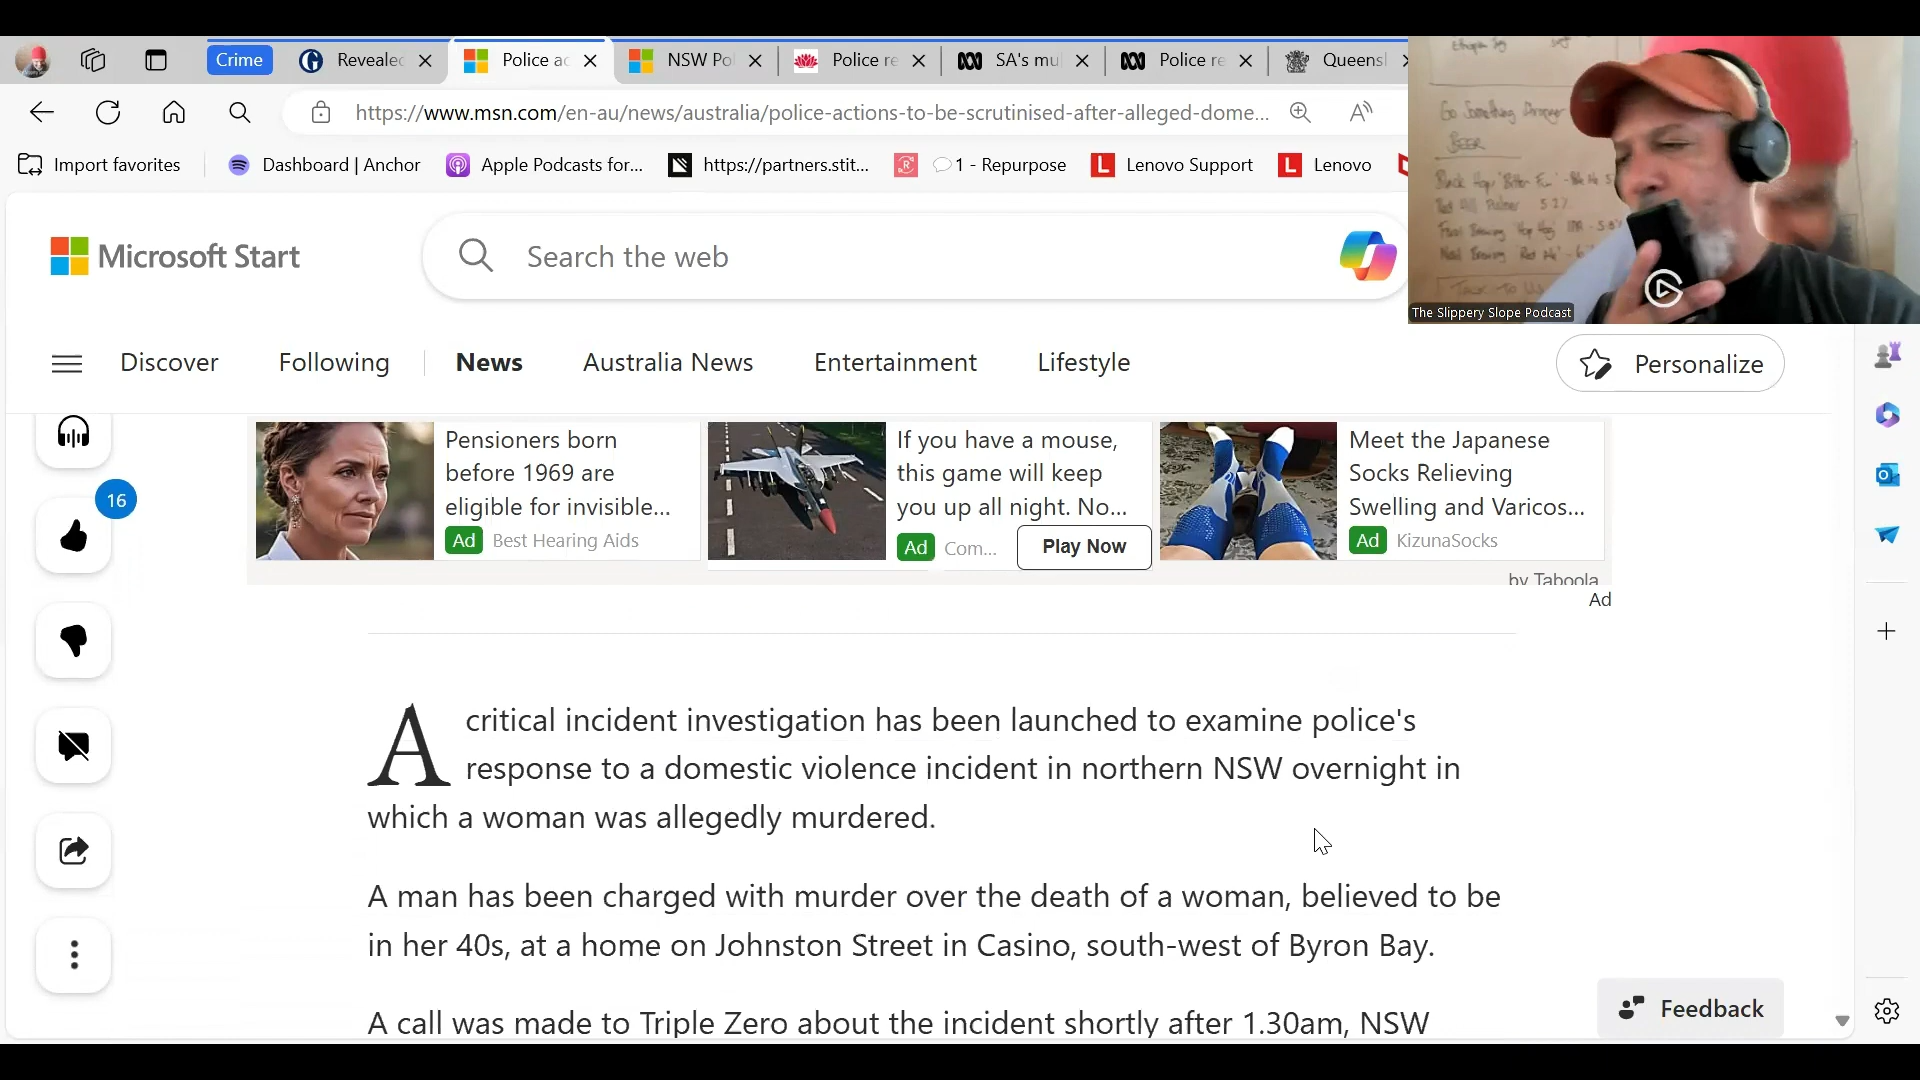 Crime
Revealed
Police ac
NSW Pol
Police re
SA's mu
Police re
Queensl
https://www.msn.com/en-au/news/australia/police-actions-to-be-scrutinised-after-alleged-dome...
Import favorites
Dashboard | Anchor
Apple Podcasts for...
https://partners.stit...
1 - Repurpose
Lenovo Support
Lenovo
Go Something Stronger
BEER
The Slippery Slope Podcast
Microsoft Start
Search the web
Discover
Following
News
Australia News
Entertainment
Lifestyle
Personalize
16
Pensioners born
before 1969 are
eligible for invisible...
Ad Best Hearing Aids
If you have a mouse,
this game will keep
you up all night. No...
Ad Com...
Play Now
Meet the Japanese
Socks Relieving
Swelling and Varicos...
Ad KizunaSocks
by Taboola
Ad
A critical incident investigation has been launched to examine police's
response to a domestic violence incident in northern NSW overnight in
which a woman was allegedly murdered.
A man has been charged with murder over the death of a woman, believed to be
in her 40s, at a home on Johnston Street in Casino, south-west of Byron Bay.
A call was made to Triple Zero about the incident shortly after 1.30am, NSW
Feedback